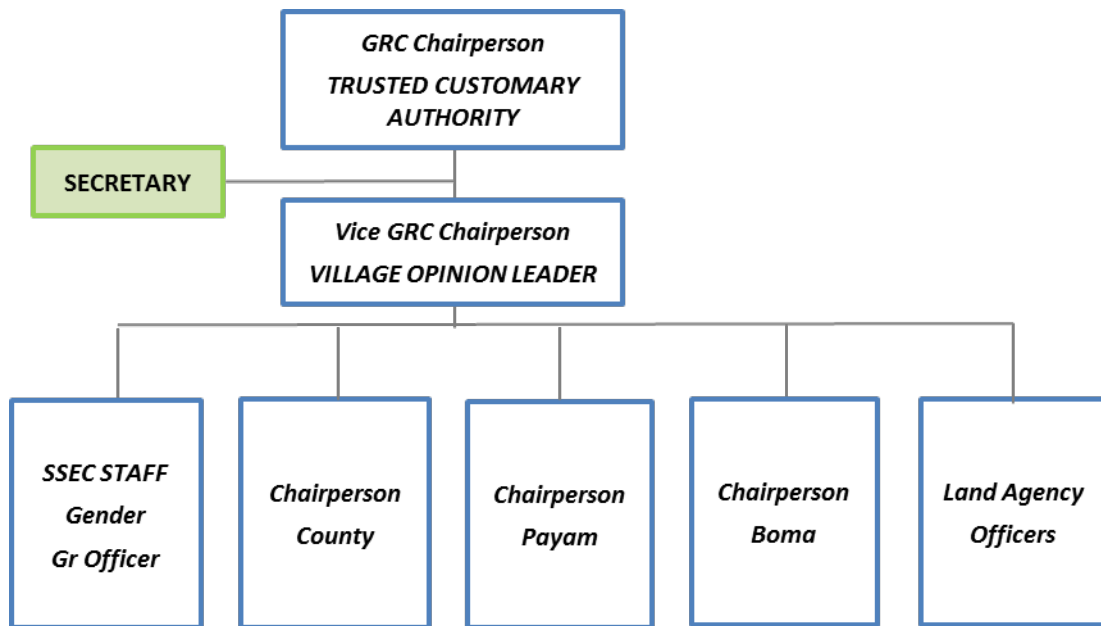 GRC Chairperson
TRUSTED CUSTOMARY
AUTHORITY
SECRETARY
Vice GRC Chairperson
VILLAGE OPINION LEADER
SSEC STAFF
Gender
Gr Officer
Chairperson
County
Chairperson
Payam
Chairperson
Boma
Land Agency
Officers